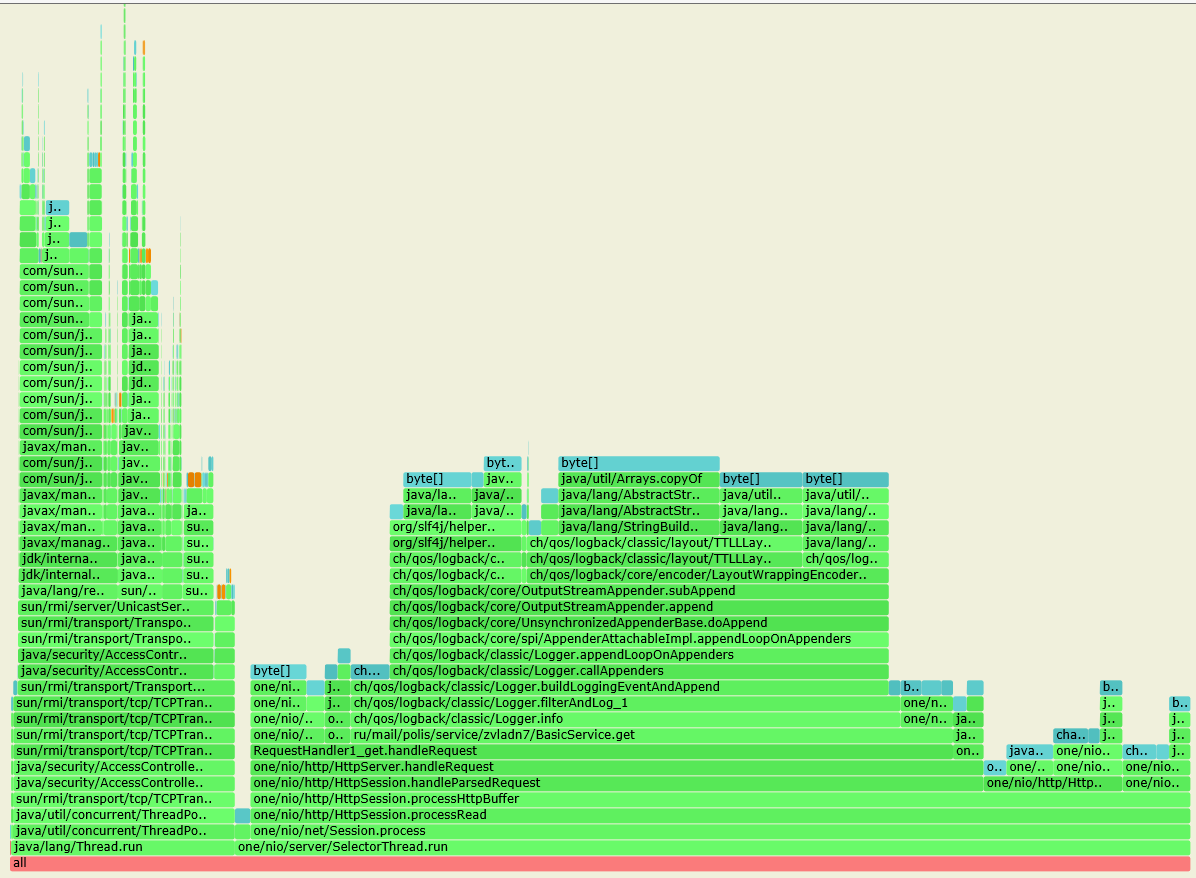 j..
j..
j..
j..
com/sun..
com/sun..
com/sun..
com/sun.. ja..
com/sun/j.. ja..
com/sun/j.. ja..
com/sun/j.. jd..
com/sun/j.. jd..
com/sun/j.. ja..
com/sun/j.. ja..
com/sun/j.. jav..
javax/man.. jav..
com/sun/j.. jav.. byt.. byte[]
com/sun/j.. jav.. byte[] jav.. java/util/Arrays.copyOf byte[] byte[]
javax/man.. java.. java/la.. java/.. java/lang/AbstractStr.. java/util.. java/util/..
javax/man.. java.. ja.. java/la.. java/.. java/lang/AbstractStr.. java/lang.. java/lang/..
javax/man.. java.. su.. org/slf4j/helper.. java/lang/StringBuild.. java/lang.. java/lang/..
javax/manag.. java.. su.. org/slf4j/helper.. ch/qos/logback/classic/layout/TTLLLay.. java/lang/..
jdk/interna.. java.. su.. ch/qos/logback/c.. ch/qos/logback/classic/layout/TTLLLay.. ch/qos/log..
jdk/internal.. java.. su.. ch/qos/logback/c.. ch/qos/logback/core/encoder/LayoutWrappingEncoder..
java/lang/re.. sun/.. su.. ch/qos/logback/core/OutputStreamAppender.subAppend
sun/rmi/server/UnicastSer.. ch/qos/logback/core/OutputStreamAppender.append
sun/rmi/transport/Transpo.. ch/qos/logback/core/UnsynchronizedAppenderBase.doAppend
sun/rmi/transport/Transpo.. ch/qos/logback/core/spi/AppenderAttachableImpl.appendLoopOnAppenders
java/security/AccessContr.. ch/qos/logback/classic/Logger.appendLoopOnAppenders
java/security/AccessContr.. byte[] ch... ch/qos/logback/classic/Logger.callAppenders
sun/rmi/transport/Transport... one/ni.. j.. ch/qos/logback/classic/Logger.buildLoggingEventAndAppend b.. b..
sun/rmi/transport/tcp/TCPTran.. one/ni.. j.. ch/qos/logback/classic/Logger.filterAndLog_1 one/n.. j.. b..
sun/rmi/transport/tcp/TCPTran.. one/nio/.. o.. ch/qos/logback/classic/Logger.info one/n.. ja.. j.. j..
sun/rmi/transport/tcp/TCPTran.. one/nio/.. o.. ru/mail/polis/service/zvladn7/BasicService.get ja.. cha.. j.. j..
sun/rmi/transport/tcp/TCPTran.. RequestHandler1_get.handleRequest on.. java.. one/nio.. ch.. j..
java/security/AccessControlle.. one/nio/http/HttpServer.handleRequest o.. one/.. one/nio.. one/nio..
java/security/AccessControlle.. one/nio/http/HttpSession.handleParsedRequest one/nio/http/Http.. one/nio..
sun/rmi/transport/tcp/TCPTran.. one/nio/http/HttpSession.processHttpBuffer
java/util/concurrent/ThreadPo.. one/nio/http/HttpSession.processRead
java/util/concurrent/ThreadPo.. one/nio/net/Session.process
java/lang/Thread.run one/nio/server/SelectorThread.run
all